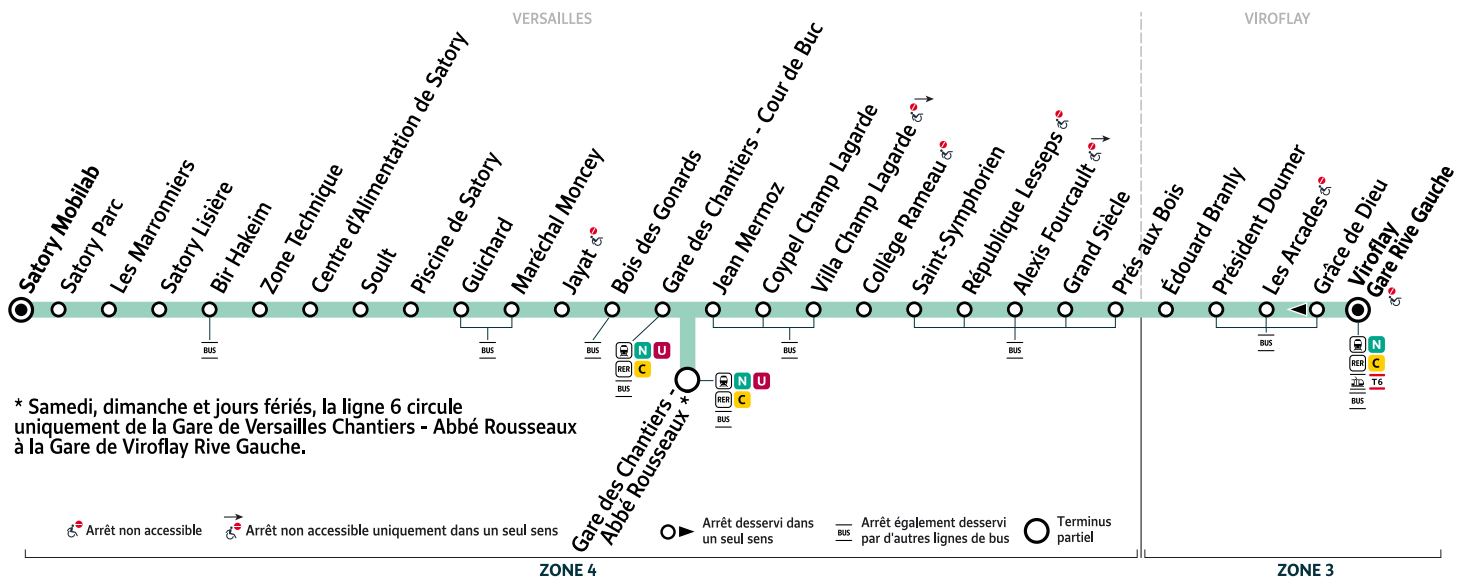 VERSAILLES
VIROFLAY
Satory Mobilab
Satory Parc
Les Marronniers
Satory Lisière
Bir Hakeim
Zone Technique
Centre d'Alimentation de Satory
Soult
Piscine de Satory
Guichard
Maréchal Moncey
Jayat
Bois des Gonards
Gare des Chantiers - Cour de Buc
Jean Mermoz
Coypel Champ Lagarde
Villa Champ Lagarde
Collège Rameau
Saint-Symphorien
République Lesseps
Alexis Fourcault
Grand Siècle
Prés aux Bois
Édouard Branly
Président Doumer
Les Arcades
Grâce de Dieu
Viroflay
Gare Rive Gauche
BUS
BUS
BUS
N U
RER C
BUS
BUS
BUS
BUS
N
RER C
T6
BUS
Gare des Chantiers -
Abbé Rousseaux *
N U
RER C
BUS
* Samedi, dimanche et jours fériés, la ligne 6 circule
uniquement de la Gare de Versailles Chantiers - Abbé Rousseaux
à la Gare de Viroflay Rive Gauche.
Arrêt non accessible
Arrêt non accessible uniquement dans un seul sens
Arrêt desservi dans
un seul sens
BUS
Arrêt également desservi
par d'autres lignes de bus
Terminus
partiel
ZONE 4
ZONE 3